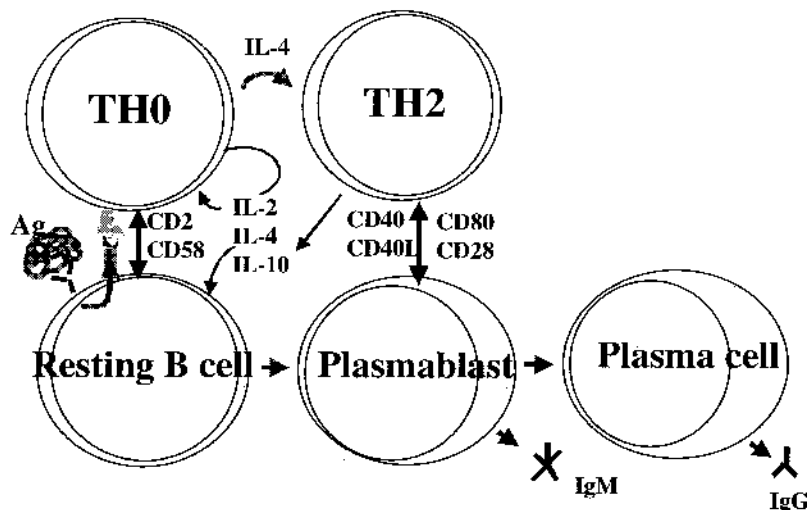 IL-4
TH0
TH2
Ag
CD2
CD58
IL-2
IL-4
IL-10
CD40
CD40L
CD80
CD28
Resting B cell
Plasmablast
Plasma cell
IgM
IgG